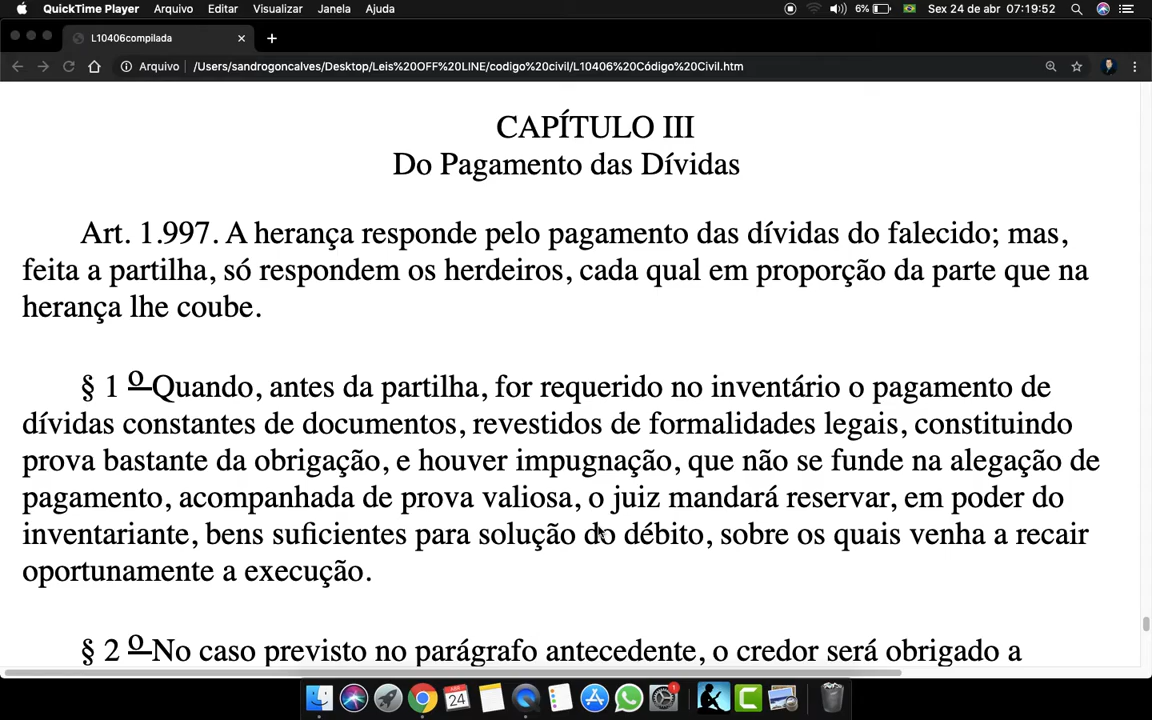 QuickTime Player Arquivo Editar Visualizar Janela Ajuda 6% Sex 24 de abr 07:19:52
L10406compilada
Arquivo /Users/sandrogoncalves/Desktop/Leis%20OFF%20LINE/codigo%20civil/L10406%20Código%20Civil.htm
CAPÍTULO III
Do Pagamento das Dívidas
Art. 1.997. A herança responde pelo pagamento das dívidas do falecido; mas,
feita a partilha, só respondem os herdeiros, cada qual em proporção da parte que na
herança lhe coube.
§ 1 º Quando, antes da partilha, for requerido no inventário o pagamento de
dívidas constantes de documentos, revestidos de formalidades legais, constituindo
prova bastante da obrigação, e houver impugnação, que não se funde na alegação de
pagamento, acompanhada de prova valiosa, o juiz mandará reservar, em poder do
inventariante, bens suficientes para solução do débito, sobre os quais venha a recair
oportunamente a execução.
§ 2 º No caso previsto no parágrafo antecedente, o credor será obrigado a
ABR
24
1